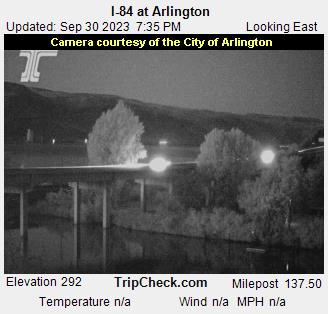 I-84 at Arlington
Updated: Sep 30 2023 7:35 PM Looking East
Camera courtesy of the City of Arlington
Elevation 292 TripCheck.com Milepost 137.50
Temperature n/a Wind n/a MPH n/a